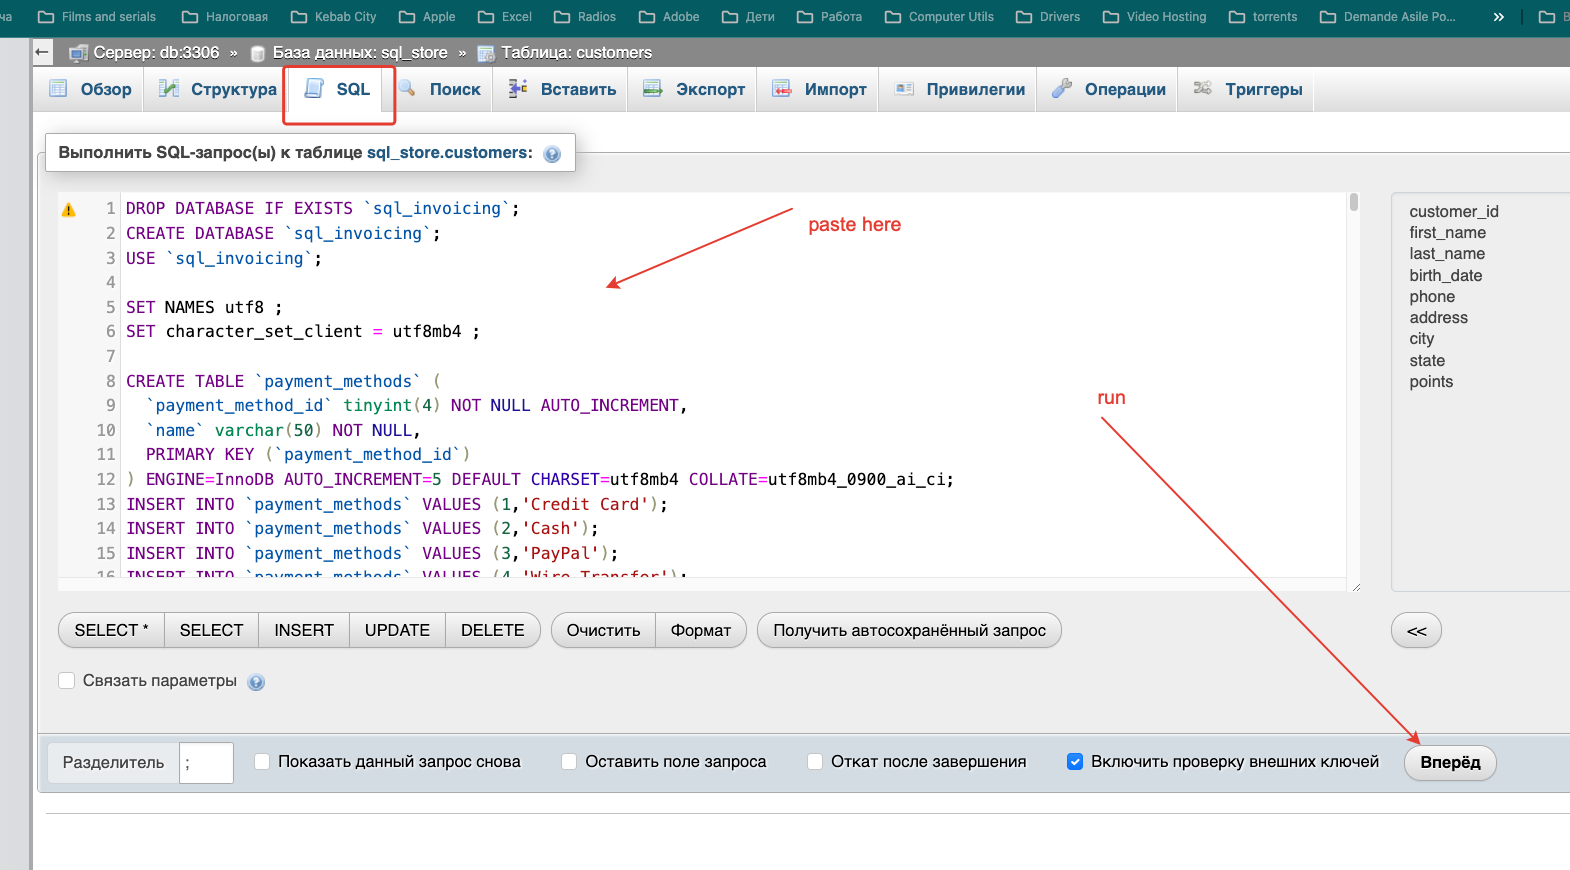 ча Films and serials Налоговая Kebab City Apple Excel Radios Adobe Дети Работа Computer Utils Drivers Video Hosting torrents Demande Asile Po... »
← Сервер: db:3306 » База данных: sql_store » Таблица: customers
Обзор Структура SQL Поиск Вставить Экспорт Импорт Привилегии Операции Триггеры
Выполнить SQL-запрос(ы) к таблице sql_store.customers:
1 DROP DATABASE IF EXISTS `sql_invoicing`;
2 CREATE DATABASE `sql_invoicing`;
3 USE `sql_invoicing`;
4
5 SET NAMES utf8 ;
6 SET character_set_client = utf8mb4 ;
7
8 CREATE TABLE `payment_methods` (
9 `payment_method_id` tinyint(4) NOT NULL AUTO_INCREMENT,
10 `name` varchar(50) NOT NULL,
11 PRIMARY KEY (`payment_method_id`)
12 ) ENGINE=InnoDB AUTO_INCREMENT=5 DEFAULT CHARSET=utf8mb4 COLLATE=utf8mb4_0900_ai_ci;
13 INSERT INTO `payment_methods` VALUES (1,'Credit Card');
14 INSERT INTO `payment_methods` VALUES (2,'Cash');
15 INSERT INTO `payment_methods` VALUES (3,'PayPal');
16 INSERT INTO `payment_methods` VALUES (4,'Wire Transfer');
paste here
customer_id
first_name
last_name
birth_date
phone
address
city
state
points
run
SELECT * SELECT INSERT UPDATE DELETE Очистить Формат Получить автосохранённый запрос <<
Связать параметры
Разделитель ; Показать данный запрос снова Оставить поле запроса Откат после завершения Включить проверку внешних ключей Вперёд